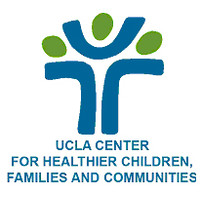 UCLA CENTER
FOR HEALTHIER CHILDREN,
FAMILIES AND COMMUNITIES